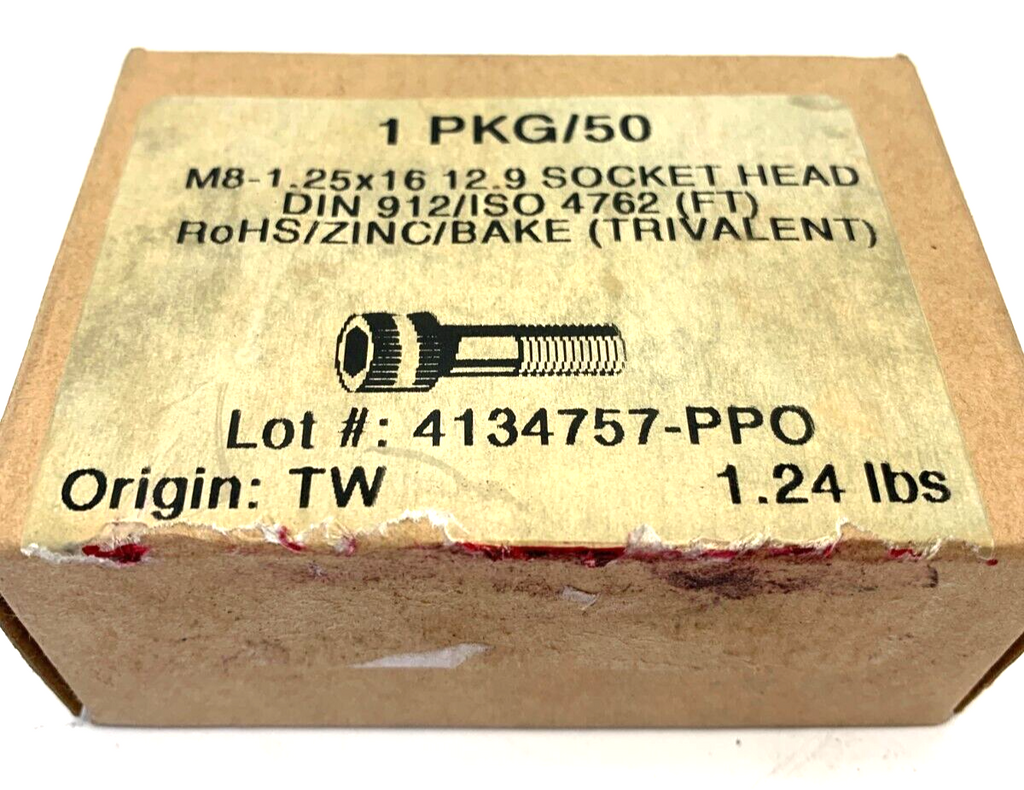 1 PKG/50
M8-1.25x16 12.9 SOCKET HEAD
DIN 912/ISO 4762 (FT)
RoHS/ZINC/BAKE (TRIVALENT)
Lot #: 4134757-PPO
Origin: TW 1.24 lbs